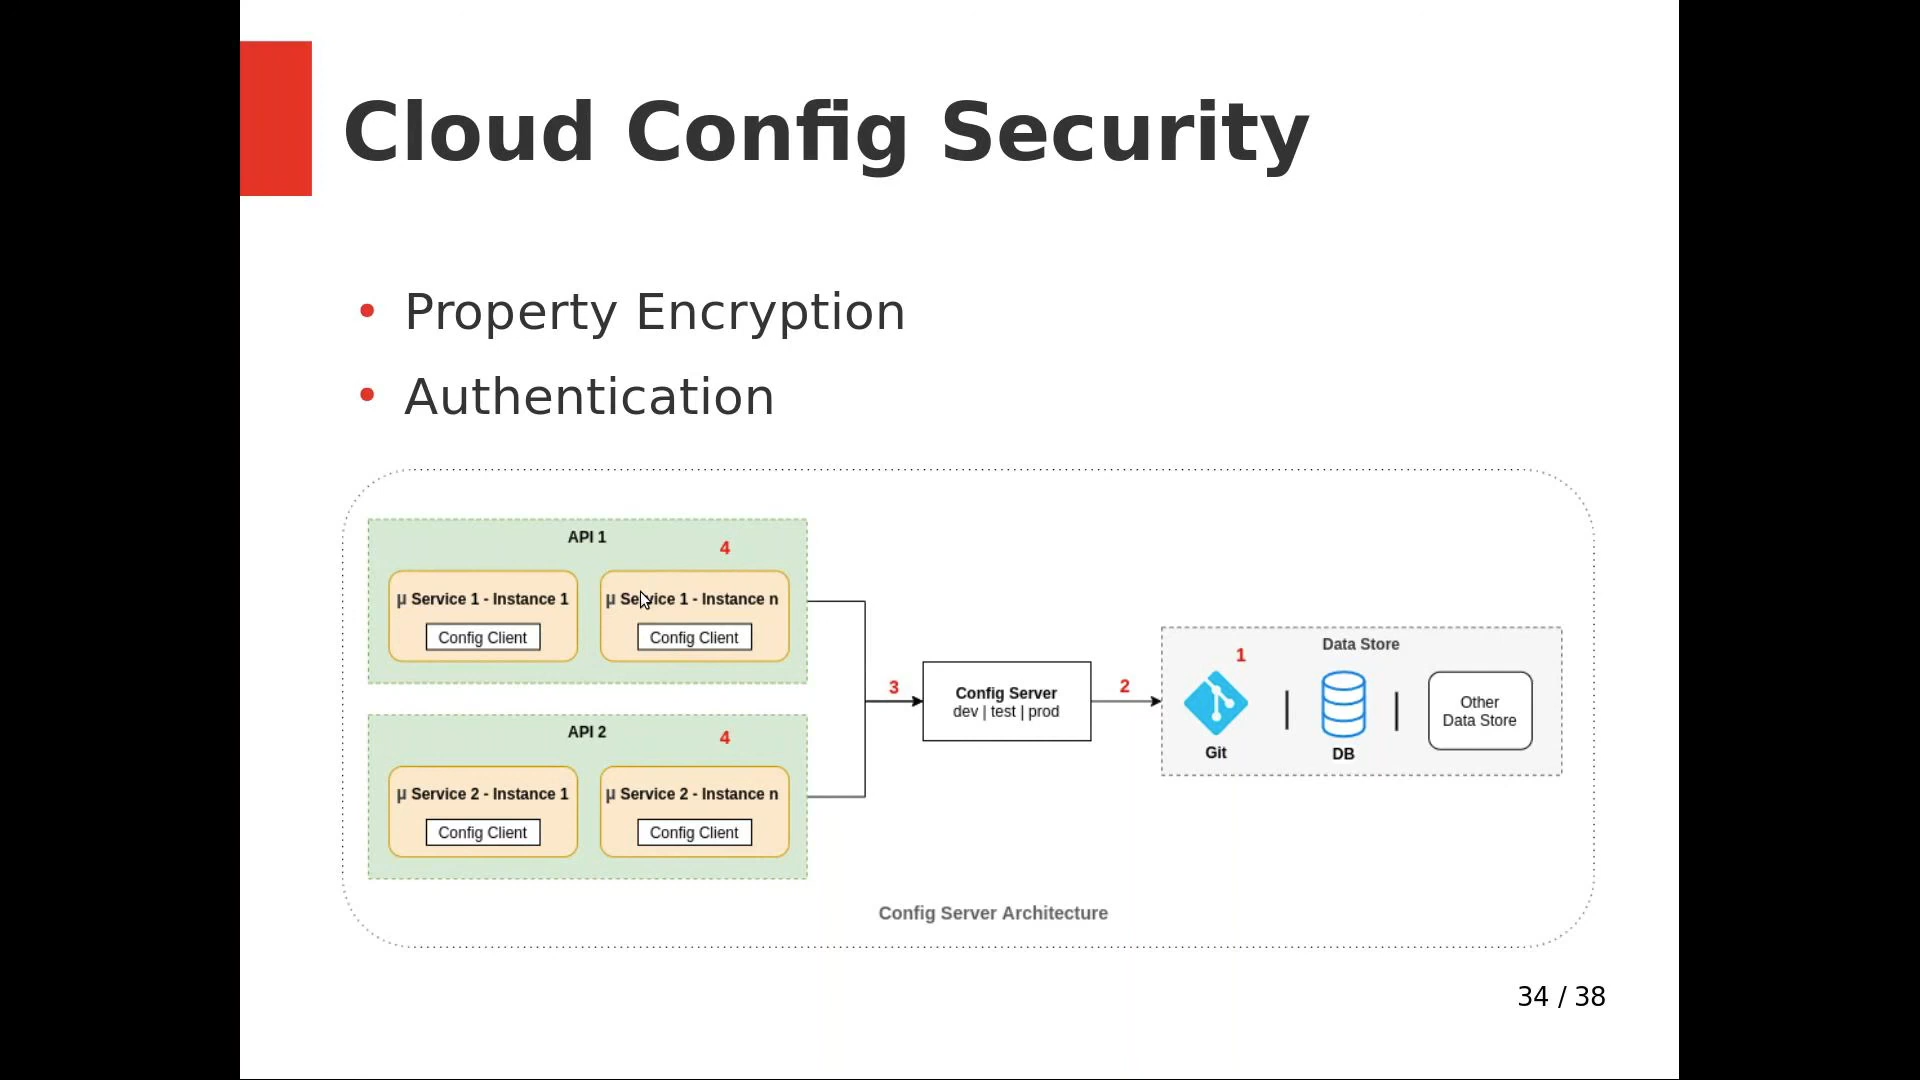 Cloud Config Security
• Property Encryption
• Authentication
API 1
4
µ Service 1 - Instance 1
Config Client
µ Service 1 - Instance n
Config Client
API 2
4
µ Service 2 - Instance 1
Config Client
µ Service 2 - Instance n
Config Client
3
Config Server
dev | test | prod
2
Data Store
1
Git
DB
Other
Data Store
Config Server Architecture
34 / 38